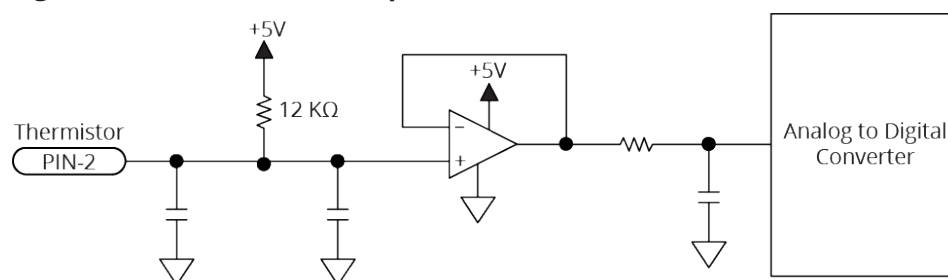 +5V
12 KΩ
Thermistor
PIN-2
+5V
−
+
Analog to Digital
Converter